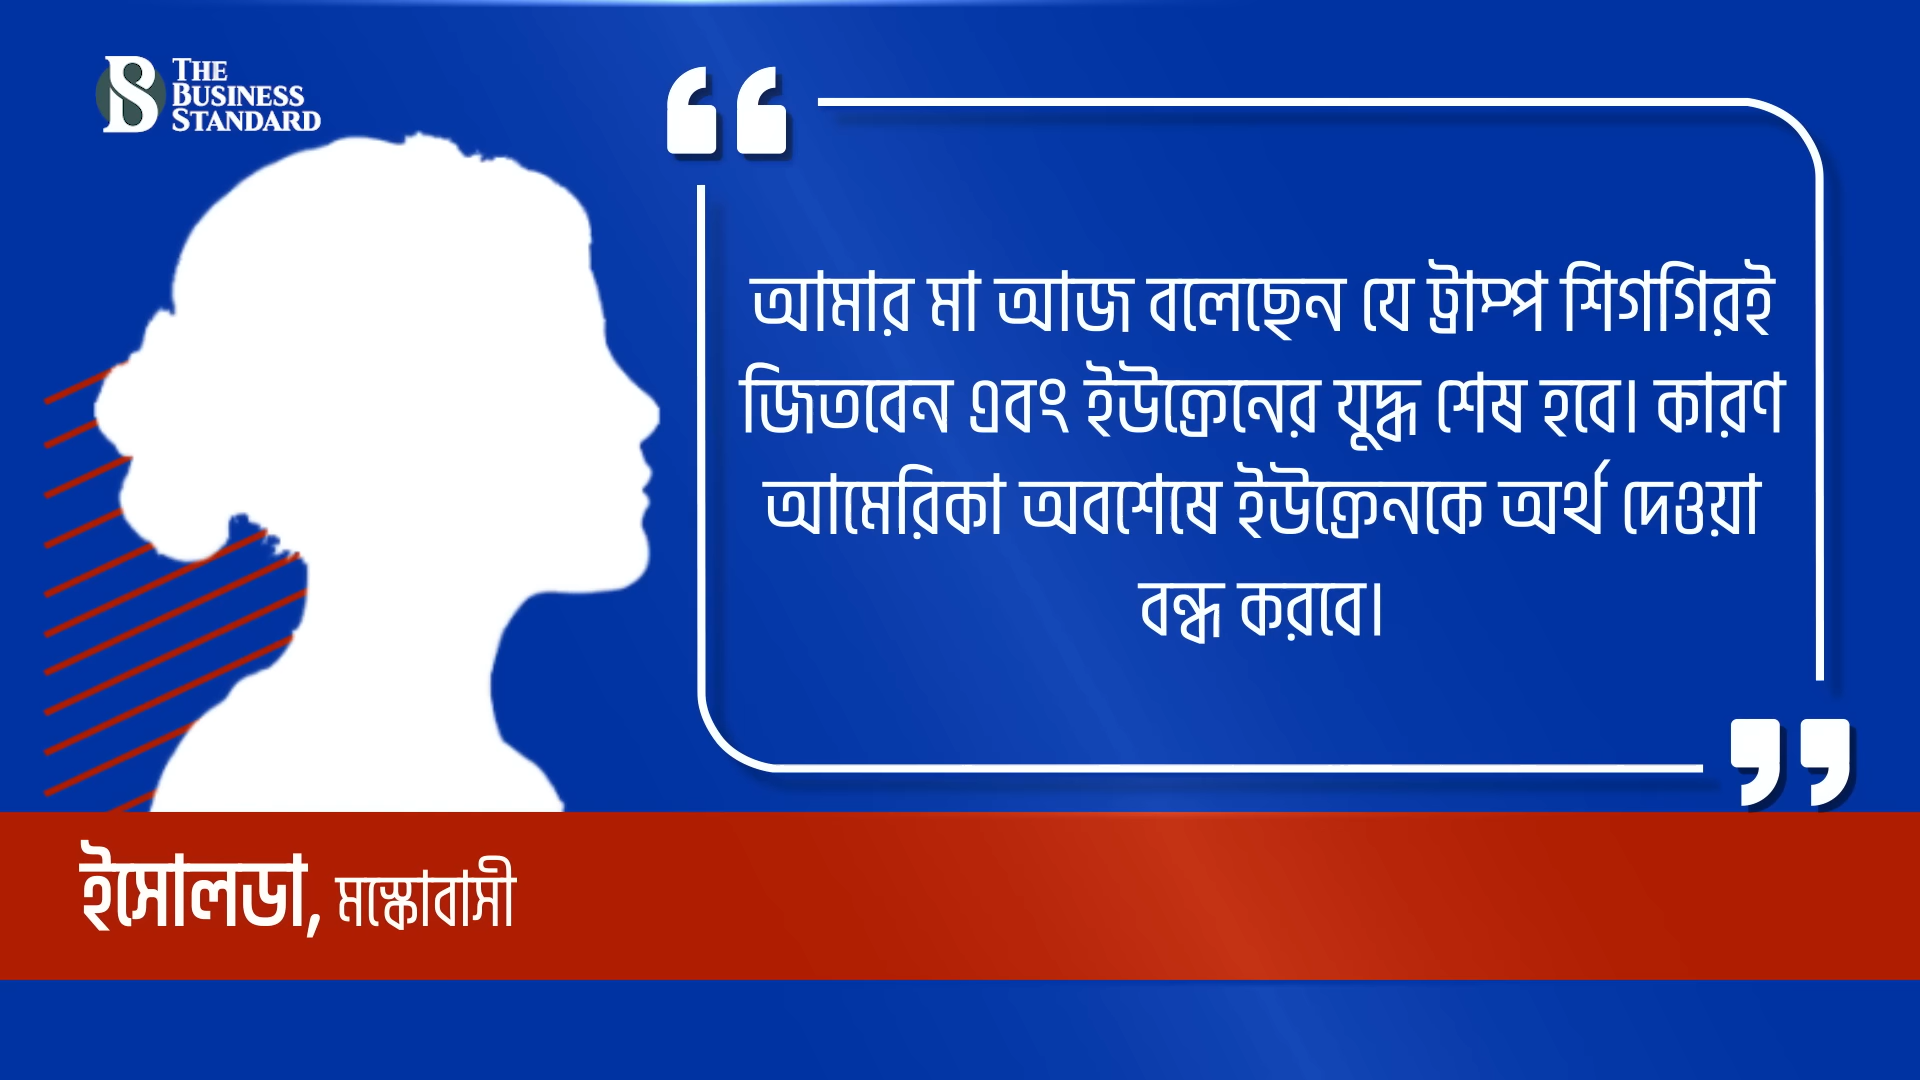 THE
BUSINESS
STANDARD
আমার মা আজ বলেছেন যে ট্রাম্প শিগগিরই
জিতবেন এবং ইউক্রেনের যুদ্ধ শেষ হবে। কারণ
আমেরিকা অবশেষে ইউক্রেনকে অর্থ দেওয়া
বন্ধ করবে।
ইসোলডা, মস্কোবাসী